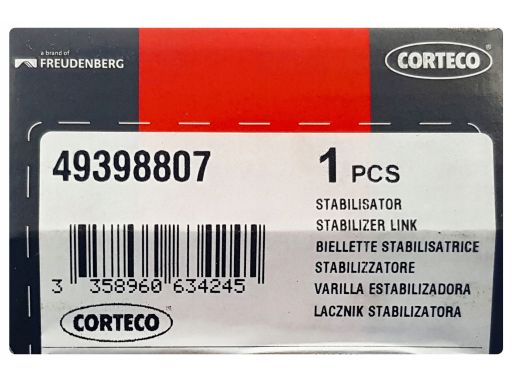 a brand of
FREUDENBERG
CORTECO®
49398807
1 PCS
STABILISATOR
STABILIZER LINK
BIELLETTE STABILISATRICE
STABILIZZATORE
VARILLA ESTABILIZADORA
LACZNIK STABILIZATORA
3 358960 634245
CORTECO